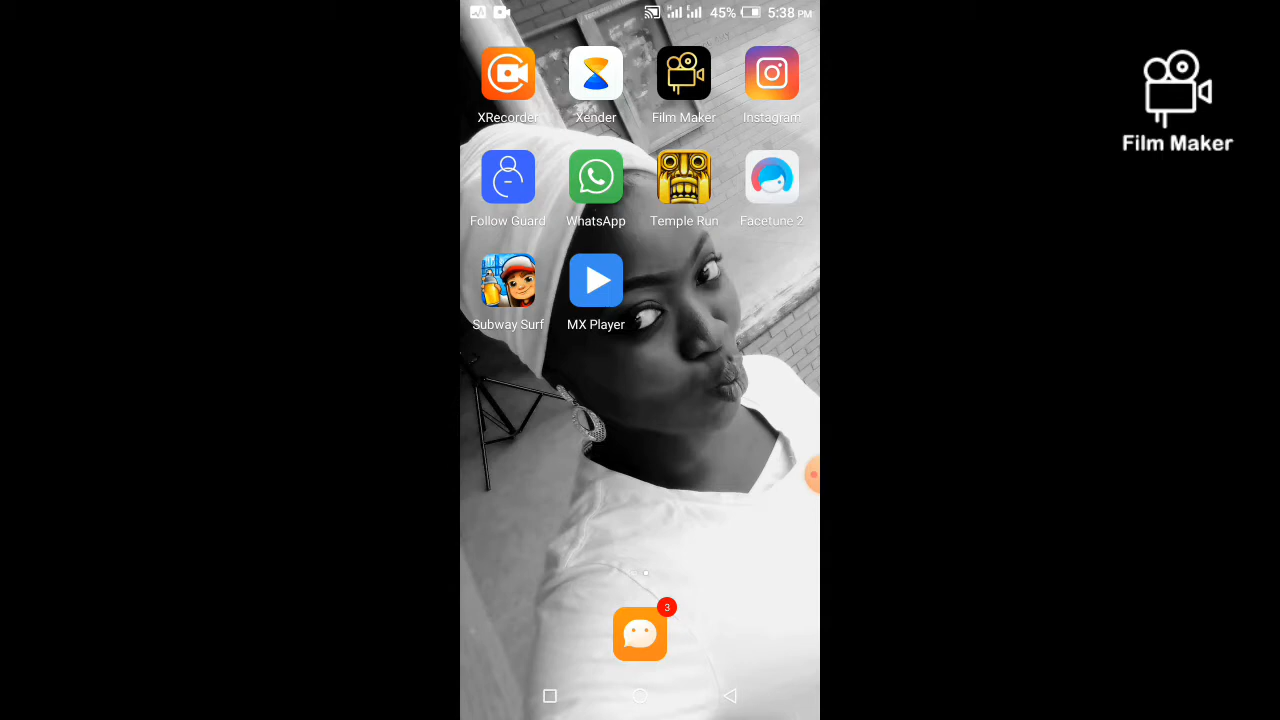 45% 5:38 PM
XRecorder Xender Film Maker Instagram
Follow Guard WhatsApp Temple Run Facetune 2
Subway Surf MX Player
3
Film Maker